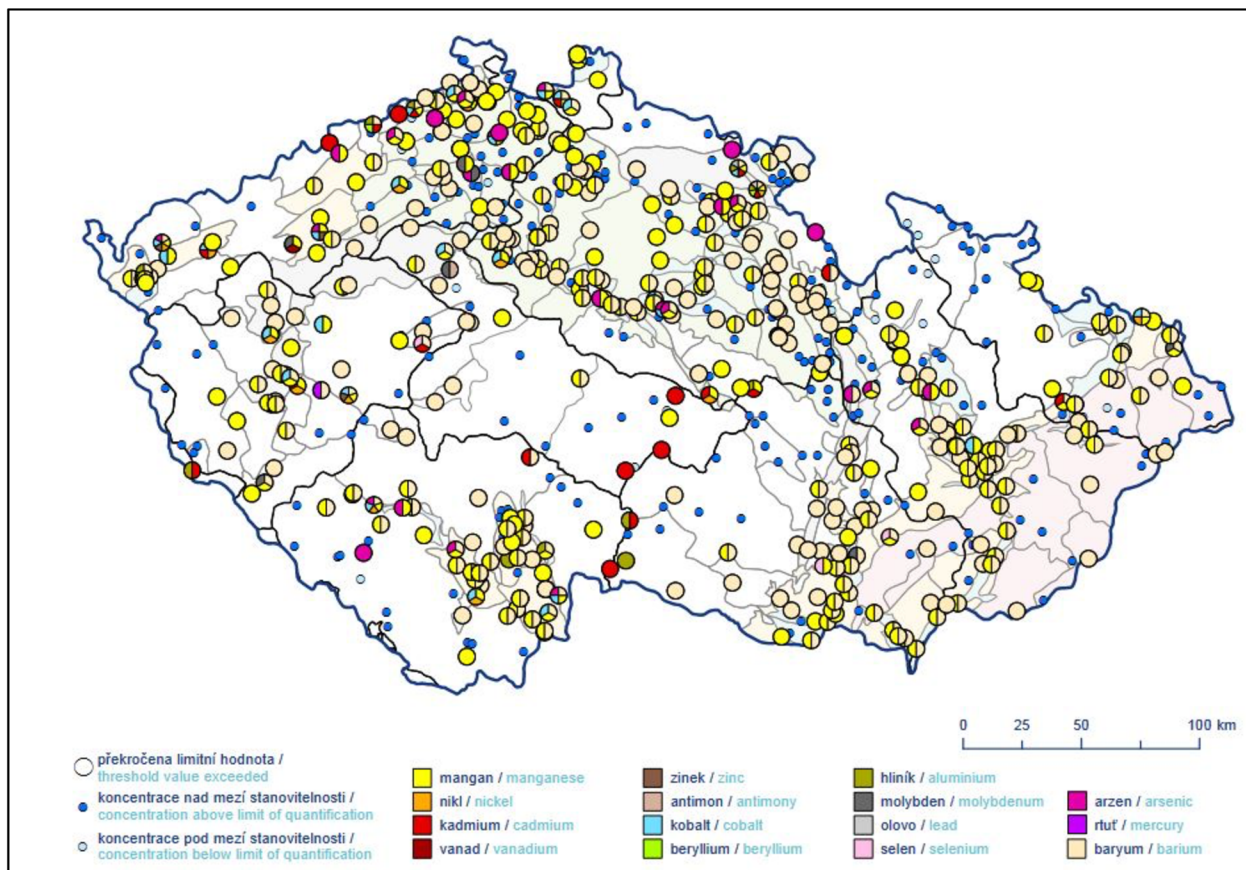 0 25 50 100 km
překročena limitní hodnota /
threshold value exceeded
koncentrace nad mezí stanovitelnosti /
concentration above limit of quantification
koncentrace pod mezí stanovitelnosti /
concentration below limit of quantification
mangan / manganese
nikl / nickel
kadmium / cadmium
vanad / vanadium
zinek / zinc
antimon / antimony
kobalt / cobalt
beryllium / beryllium
hliník / aluminium
molybden / molybdenum
olovo / lead
selen / selenium
arzen / arsenic
rtuť / mercury
baryum / barium